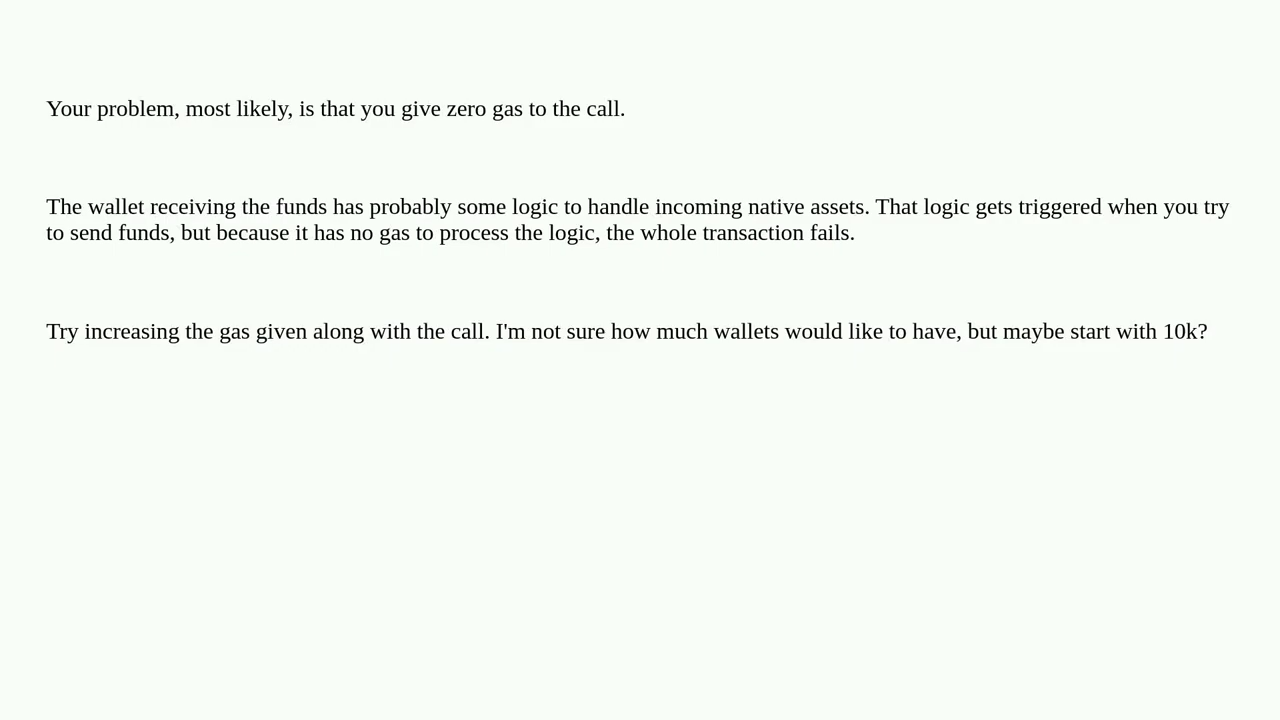 Your problem, most likely, is that you give zero gas to the call.
The wallet receiving the funds has probably some logic to handle incoming native assets. That logic gets triggered when you try
to send funds, but because it has no gas to process the logic, the whole transaction fails.
Try increasing the gas given along with the call. I'm not sure how much wallets would like to have, but maybe start with 10k?